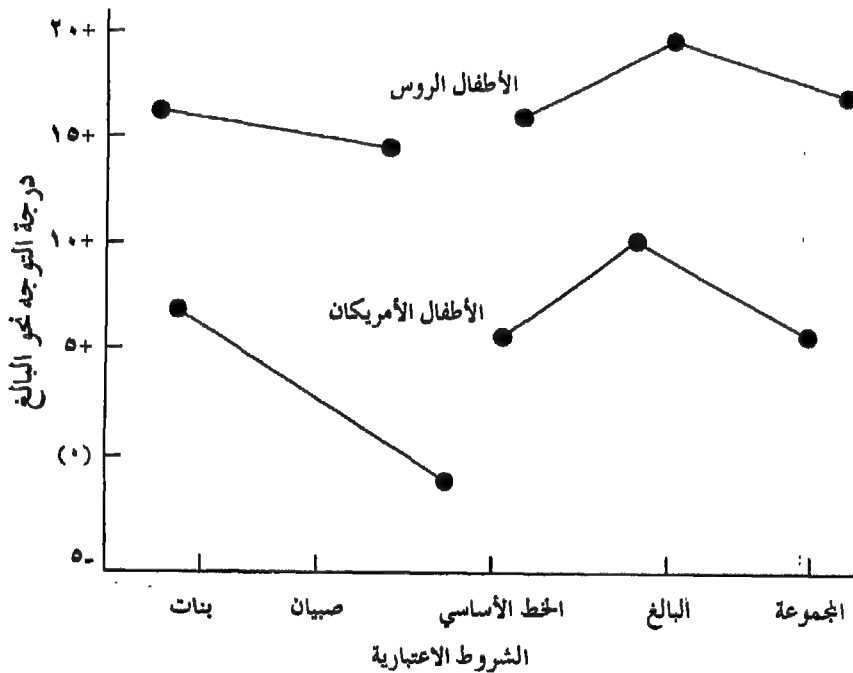 ٢٠+
الأطفال الروس
١٥+
١٠+
درجة التوجه نحو البالغ
الأطفال الأمريكان
٥+
(٠)
٥-
بنات
صبيان
الخط الأساسي
البالغ
المجموعة
الشروط الاعتبارية